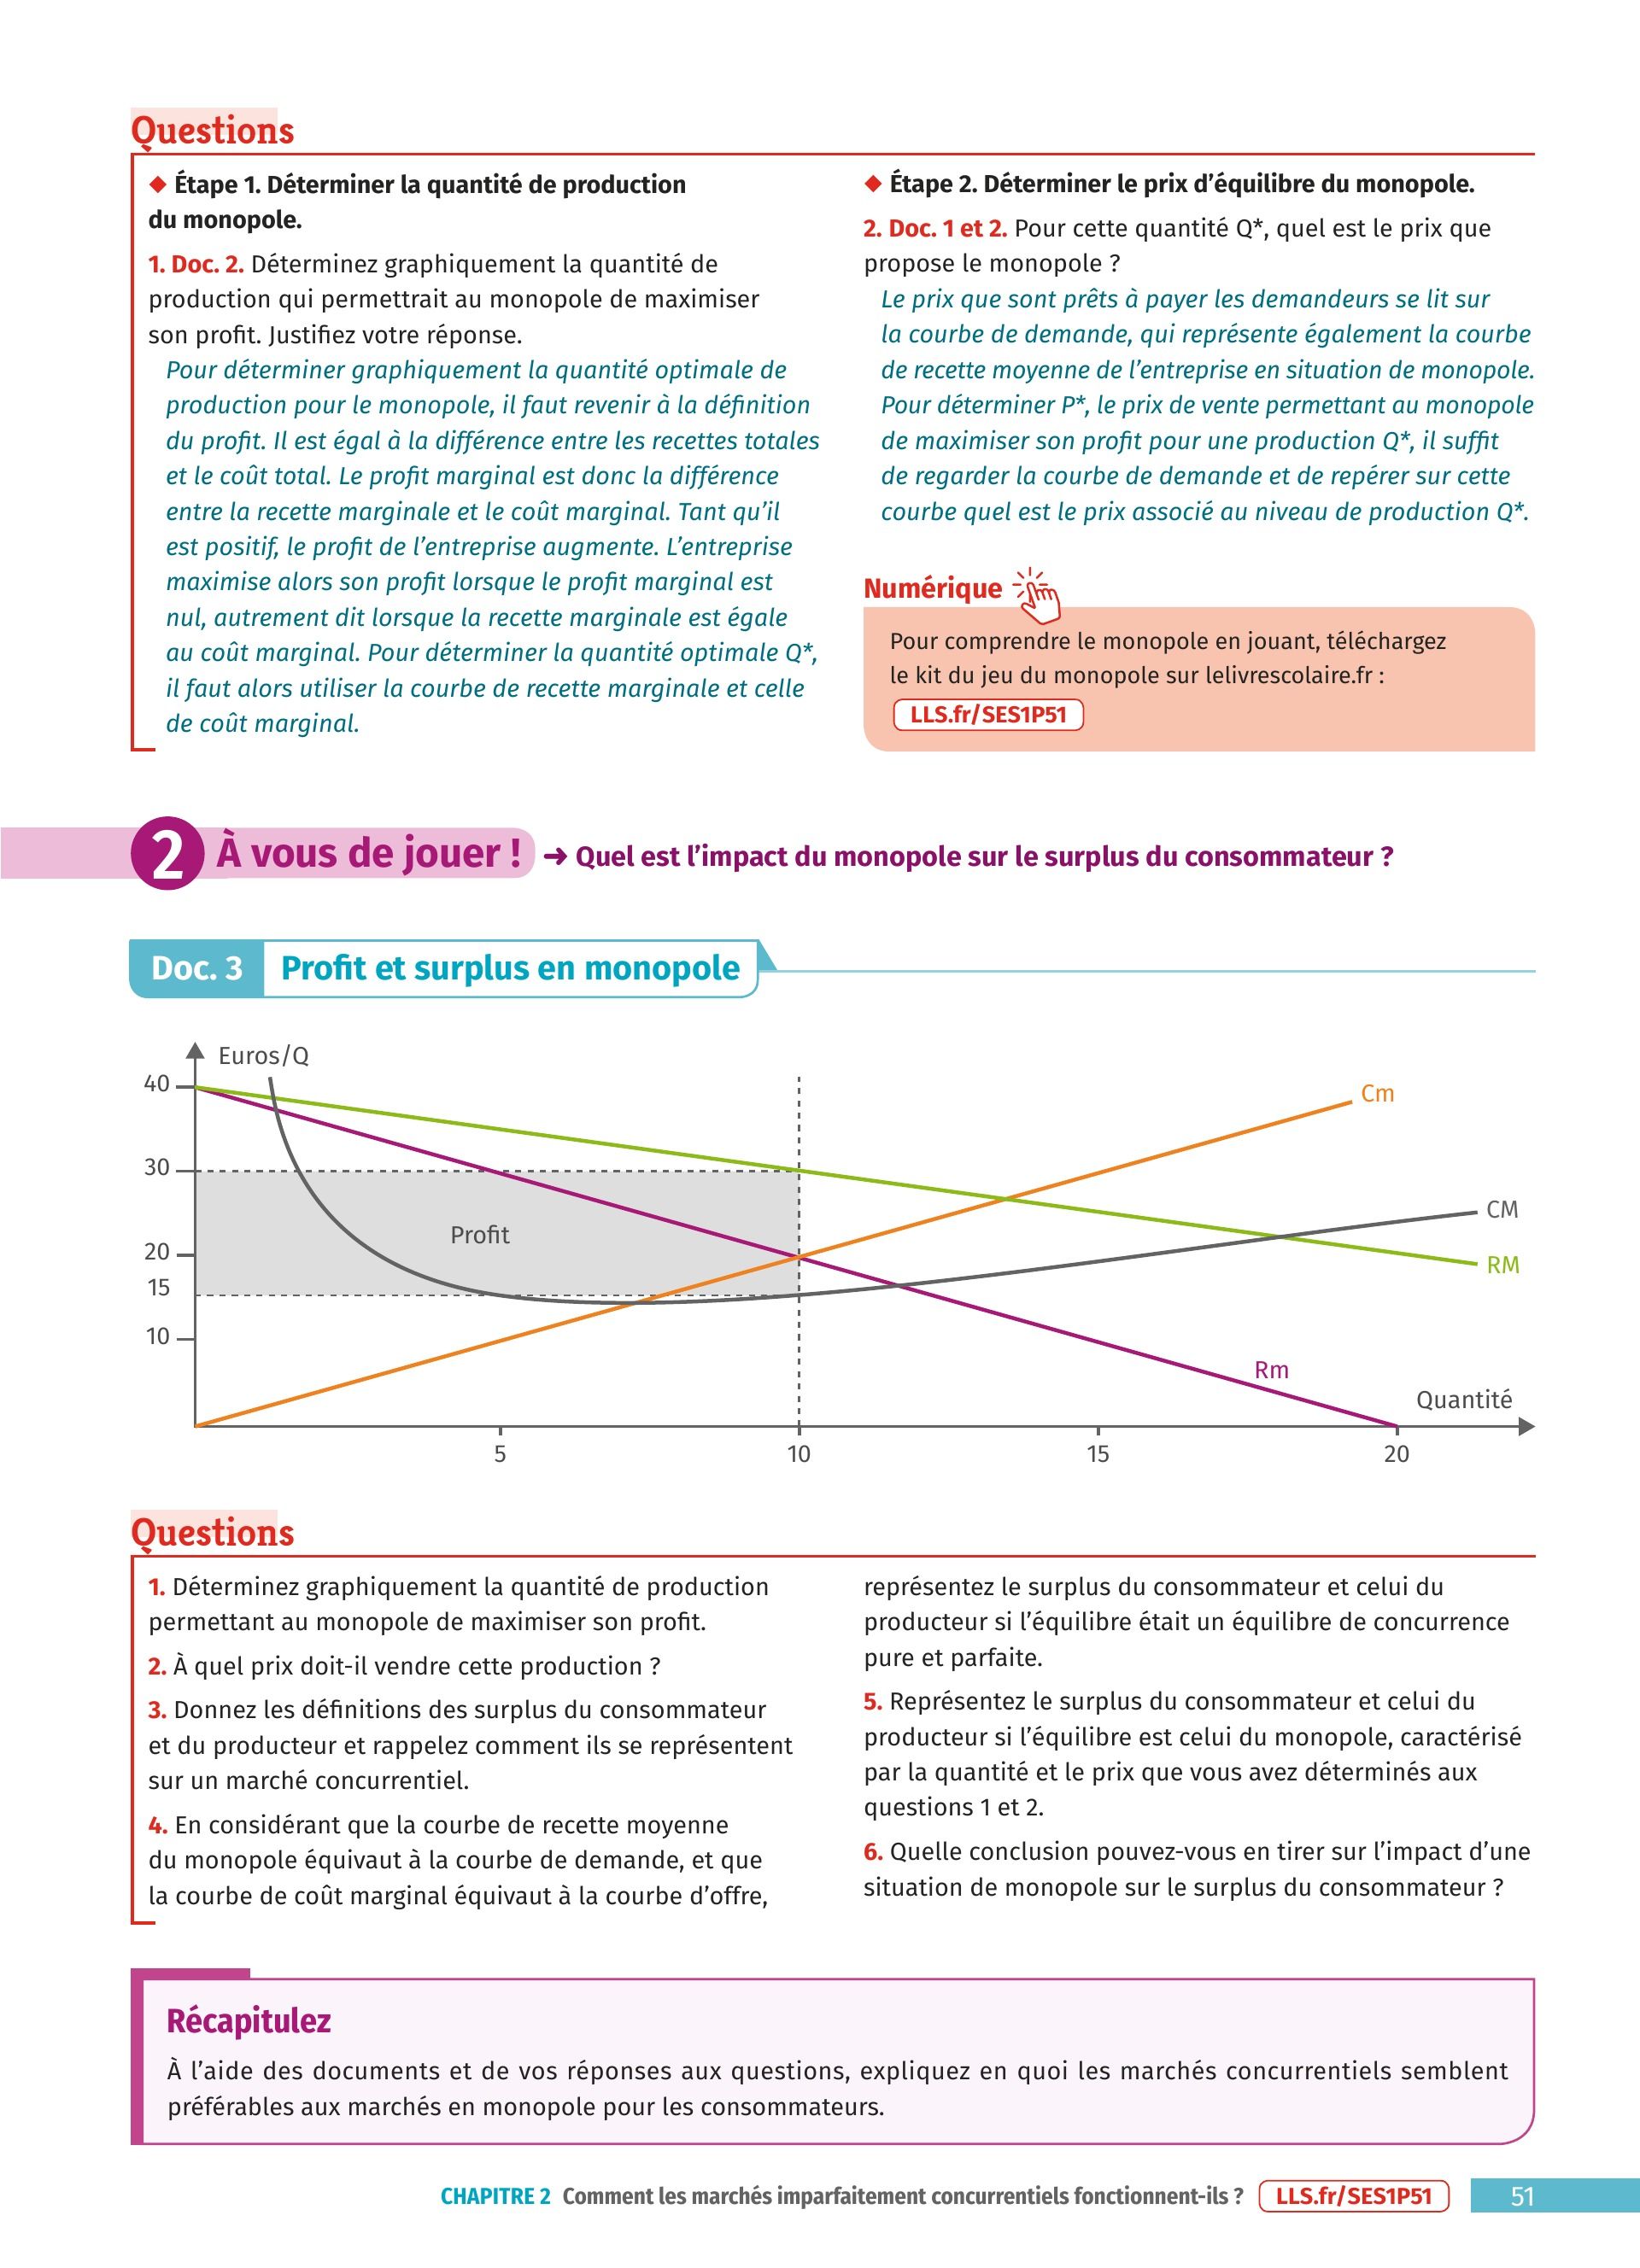 Questions
◆ Étape 1. Déterminer la quantité de production
du monopole.
1. Doc. 2. Déterminez graphiquement la quantité de
production qui permettrait au monopole de maximiser
son profit. Justifiez votre réponse.
Pour déterminer graphiquement la quantité optimale de
production pour le monopole, il faut revenir à la définition
du profit. Il est égal à la différence entre les recettes totales
et le coût total. Le profit marginal est donc la différence
entre la recette marginale et le coût marginal. Tant qu'il
est positif, le profit de l'entreprise augmente. L'entreprise
maximise alors son profit lorsque le profit marginal est
nul, autrement dit lorsque la recette marginale est égale
au coût marginal. Pour déterminer la quantité optimale Q*,
il faut alors utiliser la courbe de recette marginale et celle
de coût marginal.
◆ Étape 2. Déterminer le prix d'équilibre du monopole.
2. Doc. 1 et 2. Pour cette quantité Q*, quel est le prix que
propose le monopole ?
Le prix que sont prêts à payer les demandeurs se lit sur
la courbe de demande, qui représente également la courbe
de recette moyenne de l'entreprise en situation de monopole.
Pour déterminer P*, le prix de vente permettant au monopole
de maximiser son profit pour une production Q*, il suffit
de regarder la courbe de demande et de repérer sur cette
courbe quel est le prix associé au niveau de production Q*.
Numérique
Pour comprendre le monopole en jouant, téléchargez
le kit du jeu du monopole sur lelivrescolaire.fr :
LLS.fr/SES1P51
2 À vous de jouer ! ➜ Quel est l'impact du monopole sur le surplus du consommateur ?
Doc. 3 Profit et surplus en monopole
Euros/Q
40
30
20
15
10
Profit
Cm
CM
RM
Rm
Quantité
5 10 15 20
Questions
1. Déterminez graphiquement la quantité de production
permettant au monopole de maximiser son profit.
2. À quel prix doit-il vendre cette production ?
3. Donnez les définitions des surplus du consommateur
et du producteur et rappelez comment ils se représentent
sur un marché concurrentiel.
4. En considérant que la courbe de recette moyenne
du monopole équivaut à la courbe de demande, et que
la courbe de coût marginal équivaut à la courbe d'offre,
représentez le surplus du consommateur et celui du
producteur si l'équilibre était un équilibre de concurrence
pure et parfaite.
5. Représentez le surplus du consommateur et celui du
producteur si l'équilibre est celui du monopole, caractérisé
par la quantité et le prix que vous avez déterminés aux
questions 1 et 2.
6. Quelle conclusion pouvez-vous en tirer sur l'impact d'une
situation de monopole sur le surplus du consommateur ?
Récapitulez
À l'aide des documents et de vos réponses aux questions, expliquez en quoi les marchés concurrentiels semblent
préférables aux marchés en monopole pour les consommateurs.
CHAPITRE 2 Comment les marchés imparfaitement concurrentiels fonctionnent-ils ? LLS.fr/SES1P51 51